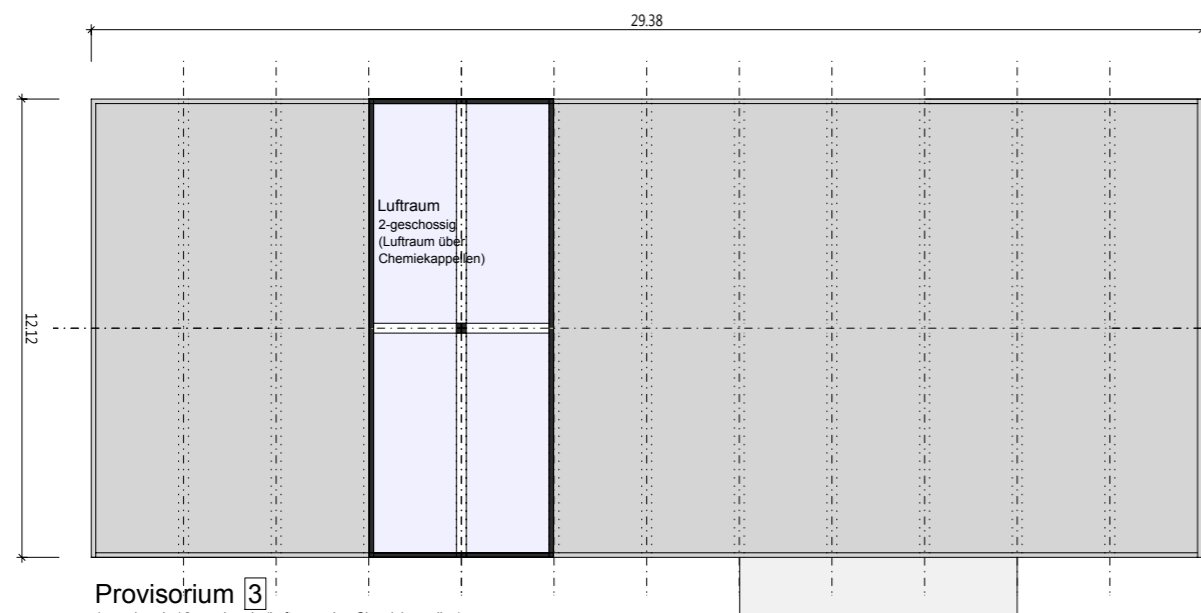 29.38
12.12
Luftraum
2-geschossig
(Luftraum über
Chemiekappellen)
Provisorium 3